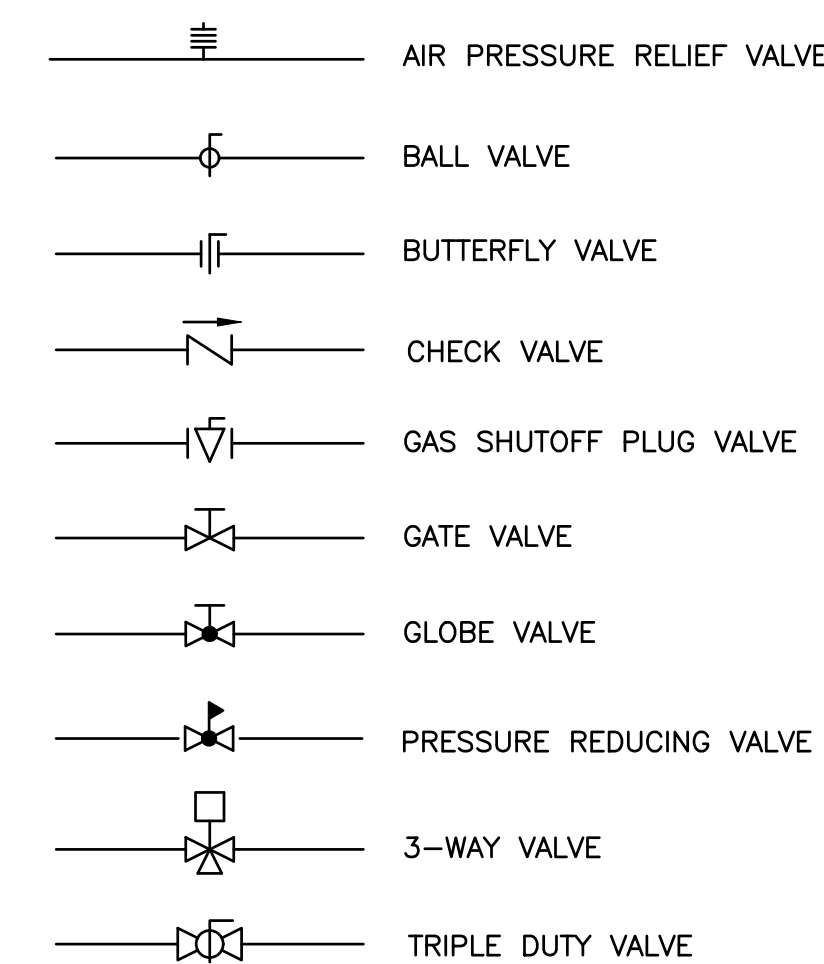 AIR PRESSURE RELIEF VALVE
BALL VALVE
BUTTERFLY VALVE
CHECK VALVE
GAS SHUTOFF PLUG VALVE
GATE VALVE
GLOBE VALVE
PRESSURE REDUCING VALVE
3-WAY VALVE
TRIPLE DUTY VALVE